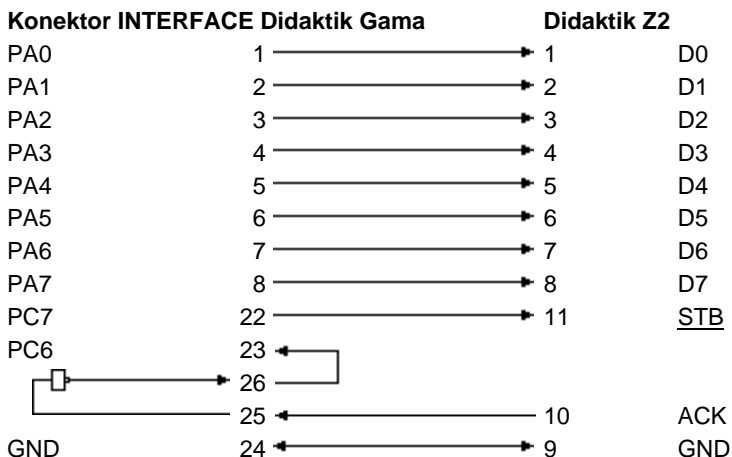 Konektor INTERFACE Didaktik Gama Didaktik Z2
PA0 1 1 D0
PA1 2 2 D1
PA2 3 3 D2
PA3 4 4 D3
PA4 5 5 D4
PA5 6 6 D5
PA6 7 7 D6
PA7 8 8 D7
PC7 22 11 STB
PC6 23
26
25 10 ACK
GND 24 9 GND